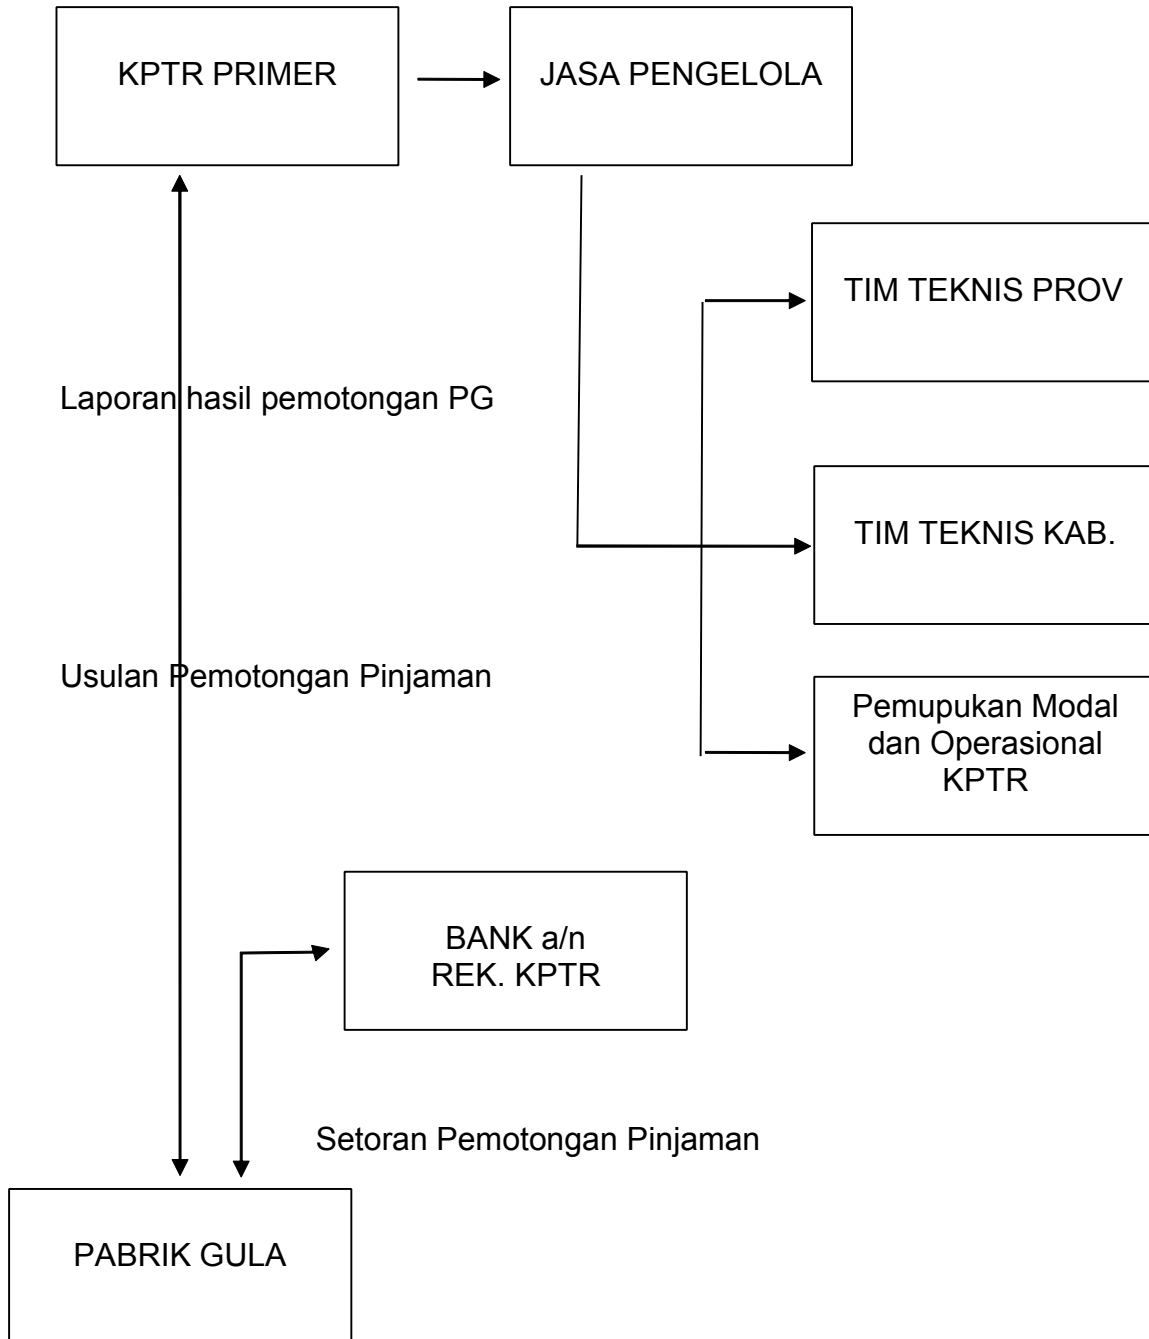 KPTR PRIMER
JASA PENGELOLA
TIM TEKNIS PROV
Laporan hasil pemotongan PG
TIM TEKNIS KAB.
Usulan Pemotongan Pinjaman
Pemupukan Modal
dan Operasional
KPTR
BANK a/n
REK. KPTR
Setoran Pemotongan Pinjaman
PABRIK GULA